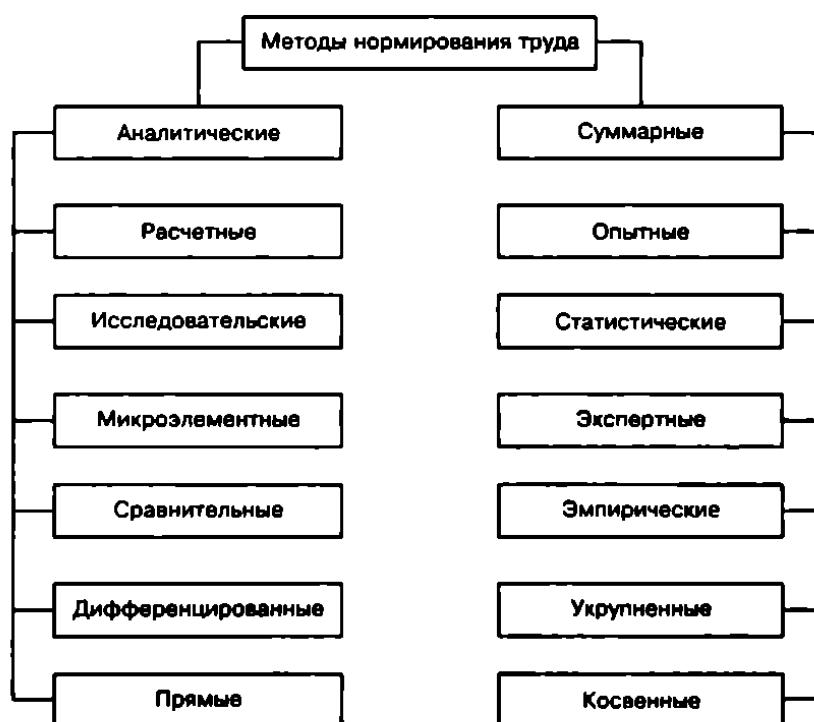 Методы нормирования труда
Аналитические
Суммарные
Расчетные
Опытные
Исследовательские
Статистические
Микроэлементные
Экспертные
Сравнительные
Эмпирические
Дифференцированные
Укрупненные
Прямые
Косвенные